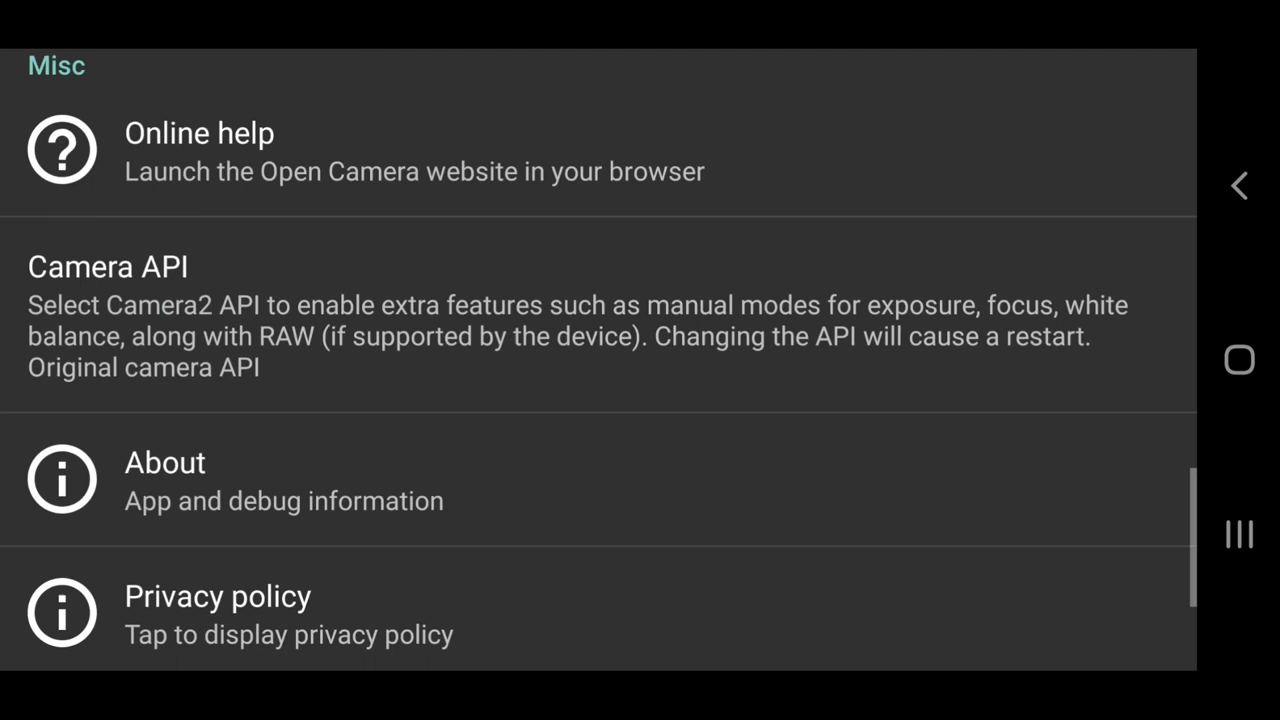 Misc
Online help
Launch the Open Camera website in your browser
Camera API
Select Camera2 API to enable extra features such as manual modes for exposure, focus, white
balance, along with RAW (if supported by the device). Changing the API will cause a restart.
Original camera API
About
App and debug information
Privacy policy
Tap to display privacy policy